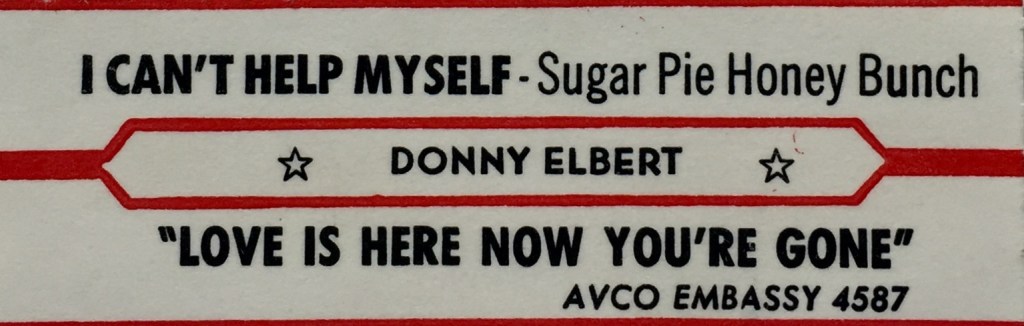 I CAN'T HELP MYSELF - Sugar Pie Honey Bunch
DONNY ELBERT
"LOVE IS HERE NOW YOU'RE GONE"
AVCO EMBASSY 4587